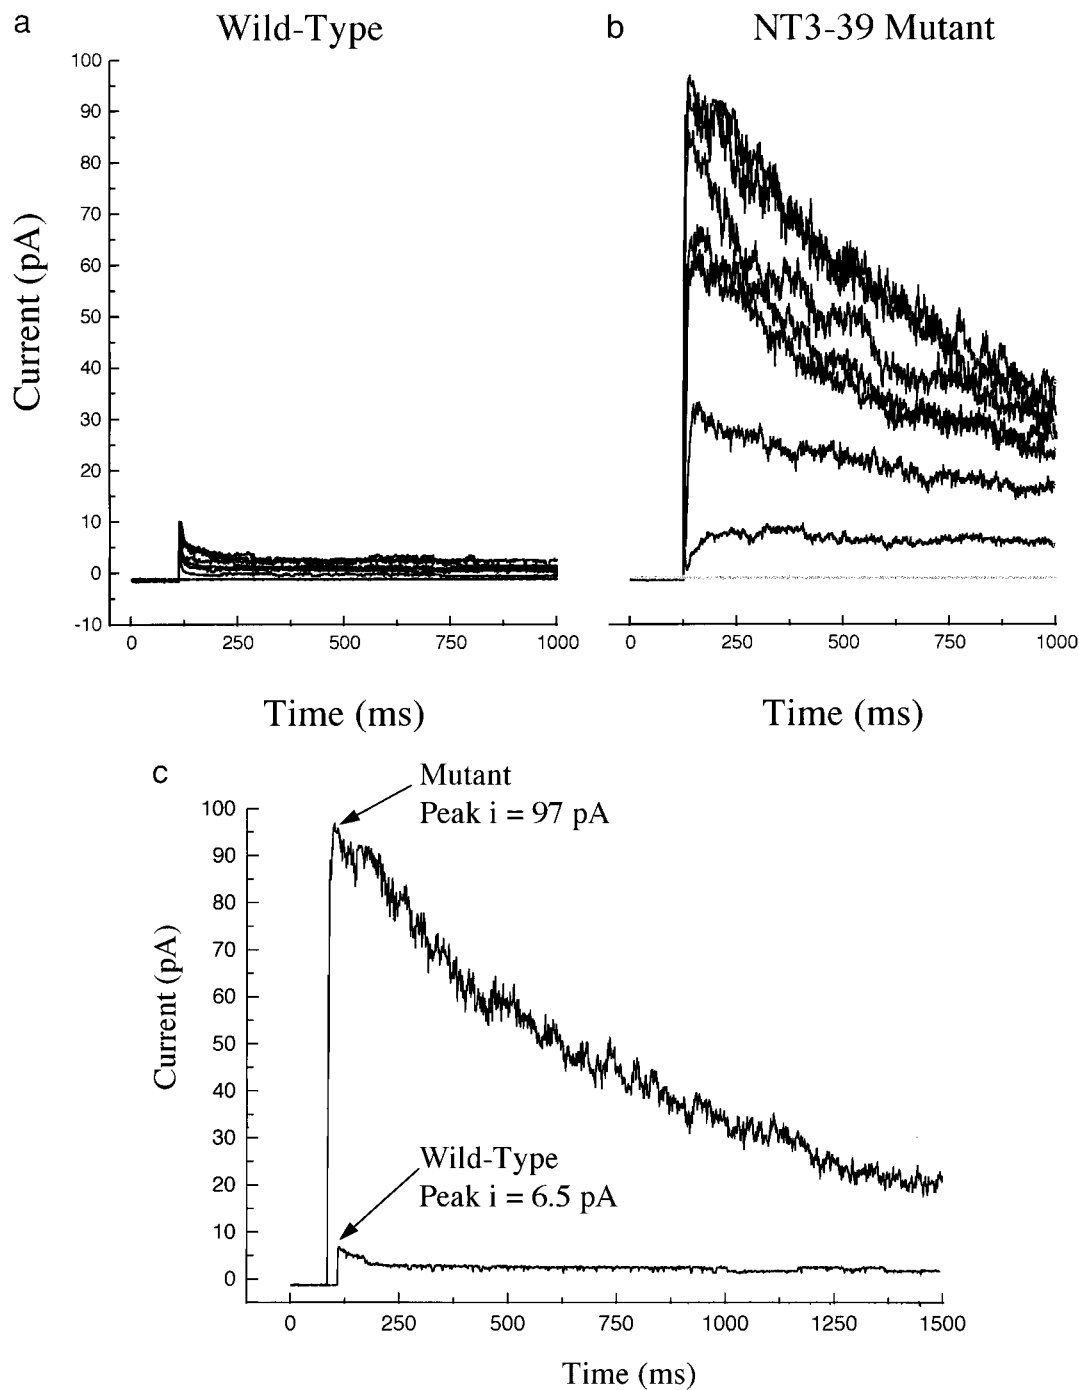 a
Wild-Type
b
NT3-39 Mutant
Current (pA)
100
90
80
70
60
50
40
30
20
10
0
-10
0 250 500 750 1000
0 250 500 750 1000
Time (ms)
Time (ms)
c
Mutant
Peak i = 97 pA
Current (pA)
100
90
80
70
60
50
40
30
20
10
0
Wild-Type
Peak i = 6.5 pA
0 250 500 750 1000 1250 1500
Time (ms)